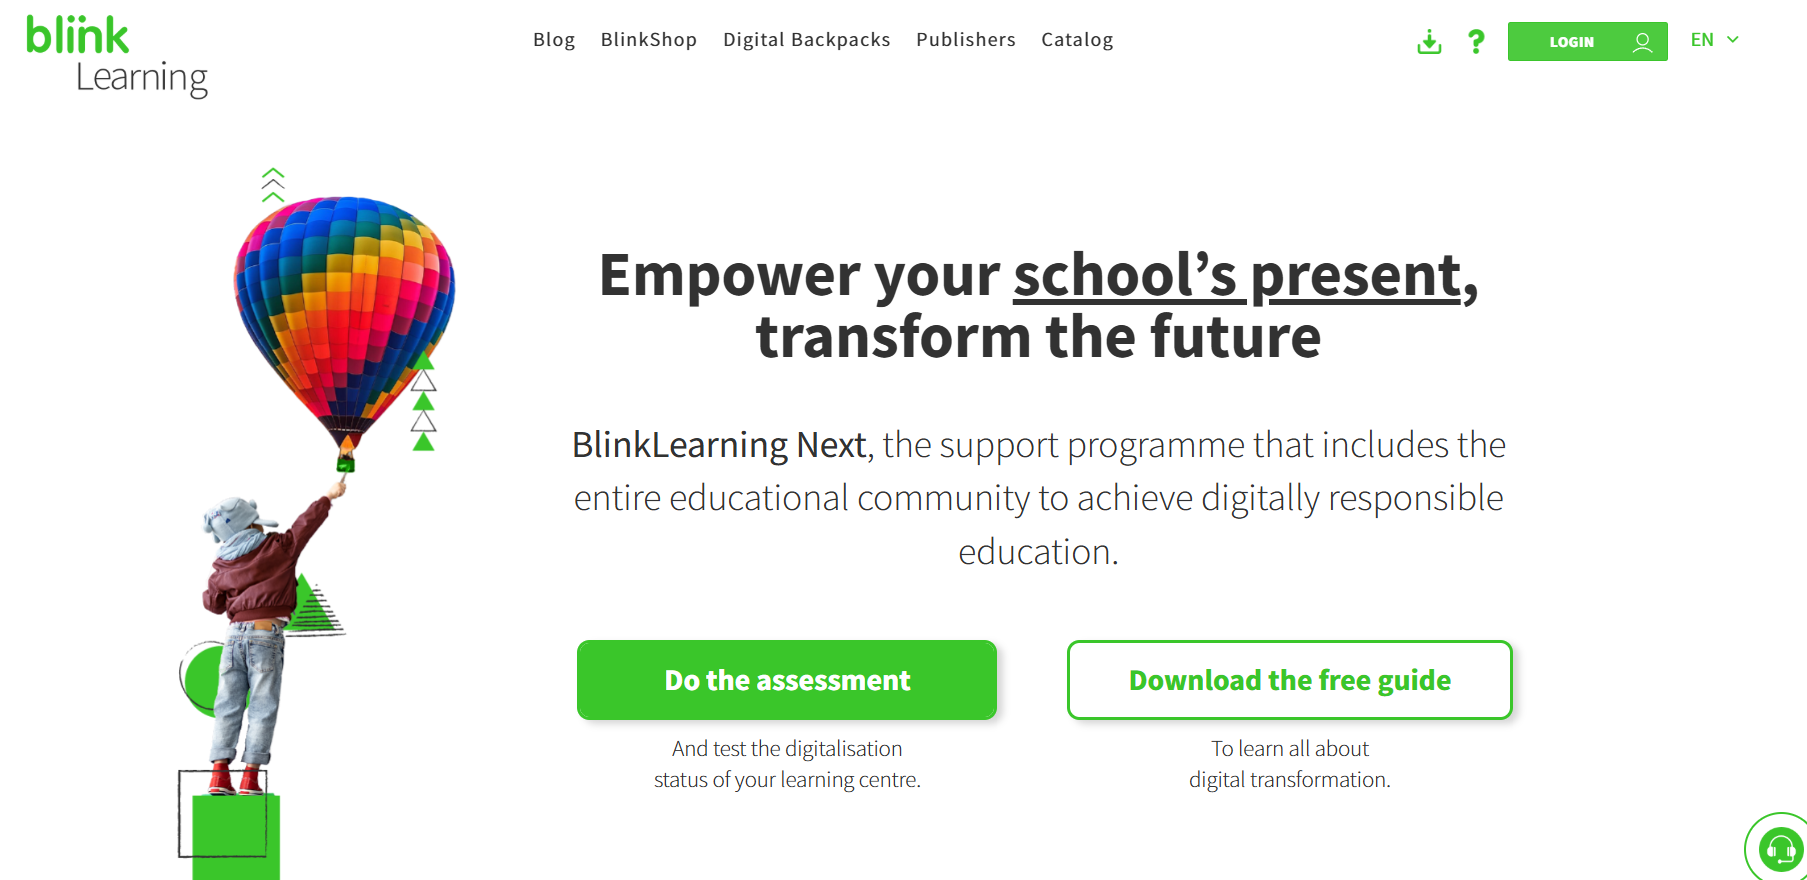 blink
Learning
Blog BlinkShop Digital Backpacks Publishers Catalog
? LOGIN EN
Empower your school’s present,
transform the future
BlinkLearning Next, the support programme that includes the
entire educational community to achieve digitally responsible
education.
Do the assessment
And test the digitalisation
status of your learning centre.
Download the free guide
To learn all about
digital transformation.